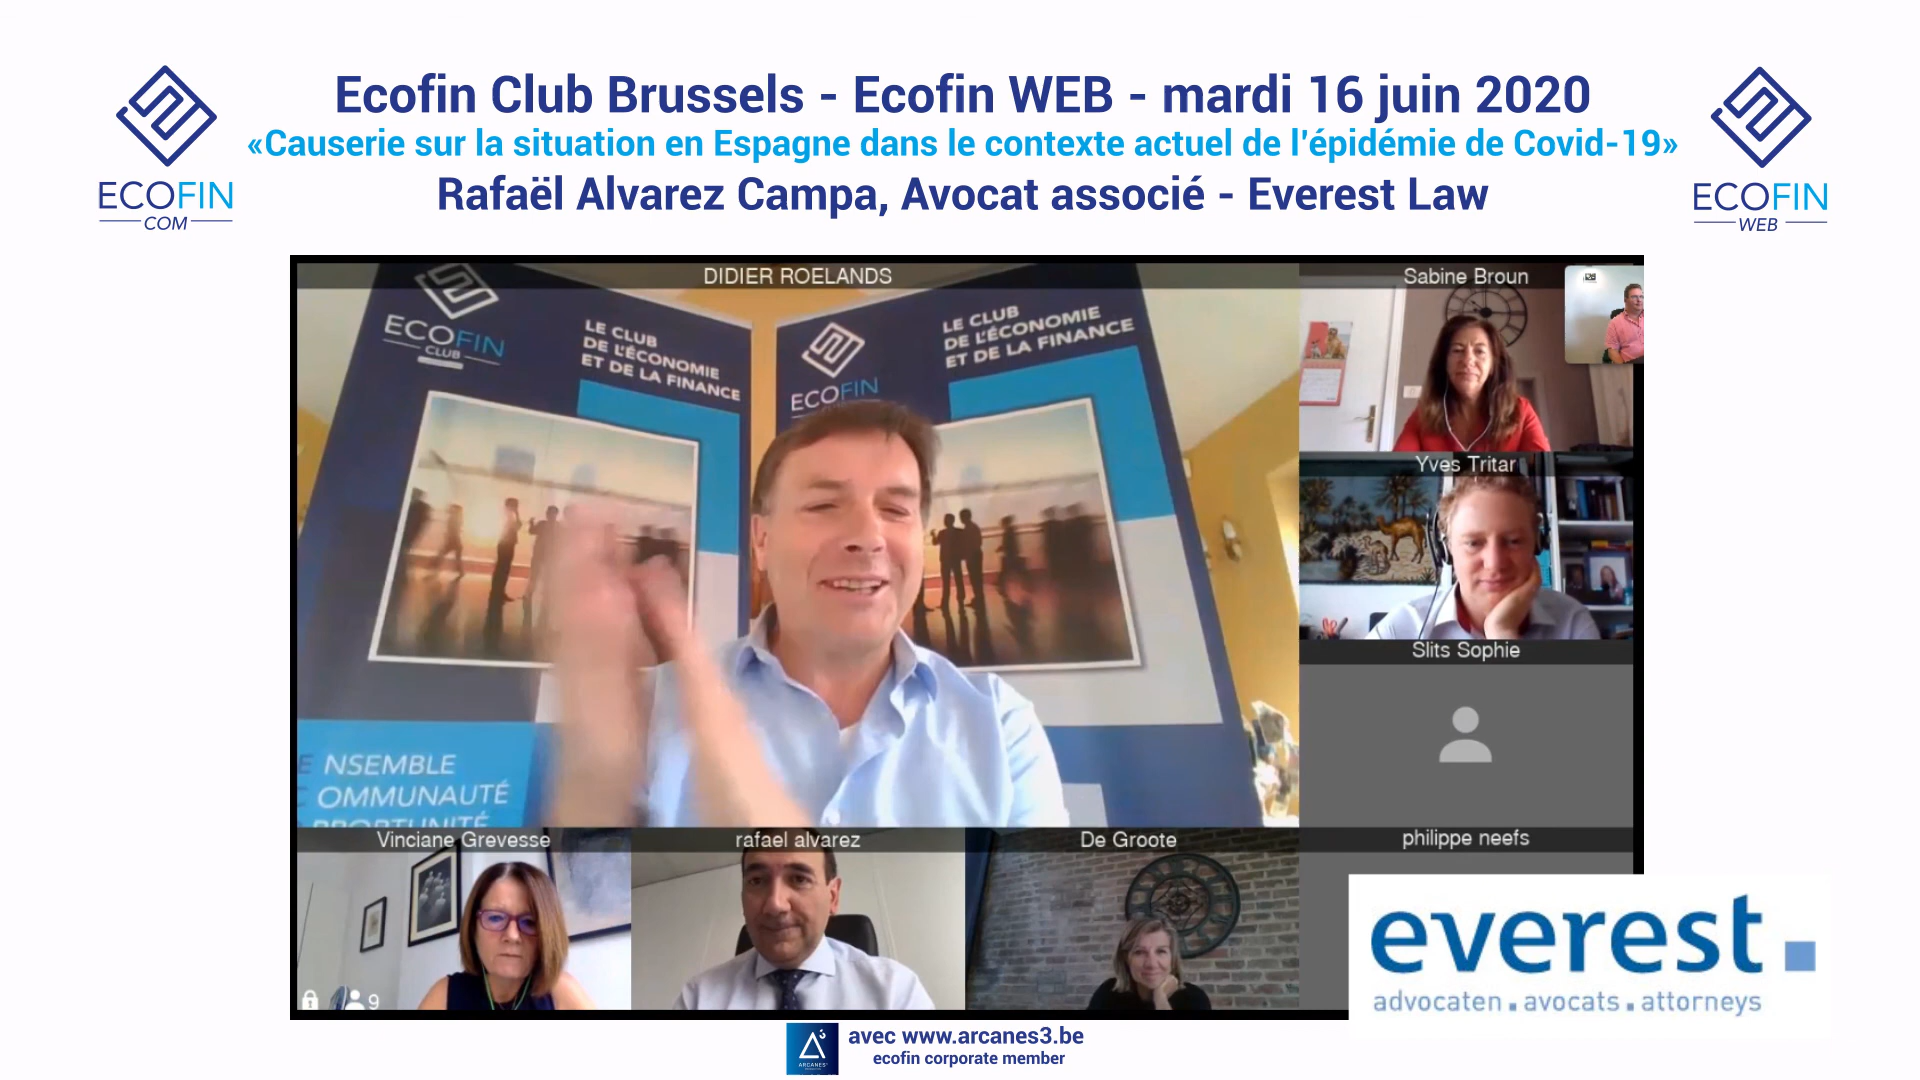 Ecofin Club Brussels - Ecofin WEB - mardi 16 juin 2020
«Causerie sur la situation en Espagne dans le contexte actuel de l'épidémie de Covid-19»
Rafaël Alvarez Campa, Avocat associé - Everest Law
ECOFIN
COM
ECOFIN
WEB
DIDIER ROELANDS
Sabine Broun
ECOFIN
CLUB
LE CLUB
DE L'ÉCONOMIE
ET DE LA FINANCE
ECOFIN
LE CLUB
DE L'ÉCONOMIE
ET DE LA FINANCE
Yves Tritar
Slits Sophie
E NSEMBLE
C OMMUNAUTÉ
OPPORTUNITÉ
Vinciane Grevesse
rafael alvarez
De Groote
philippe neefs
9
everest.
advocaten . avocats . attorneys
ARCANES³
avec www.arcanes3.be
ecofin corporate member